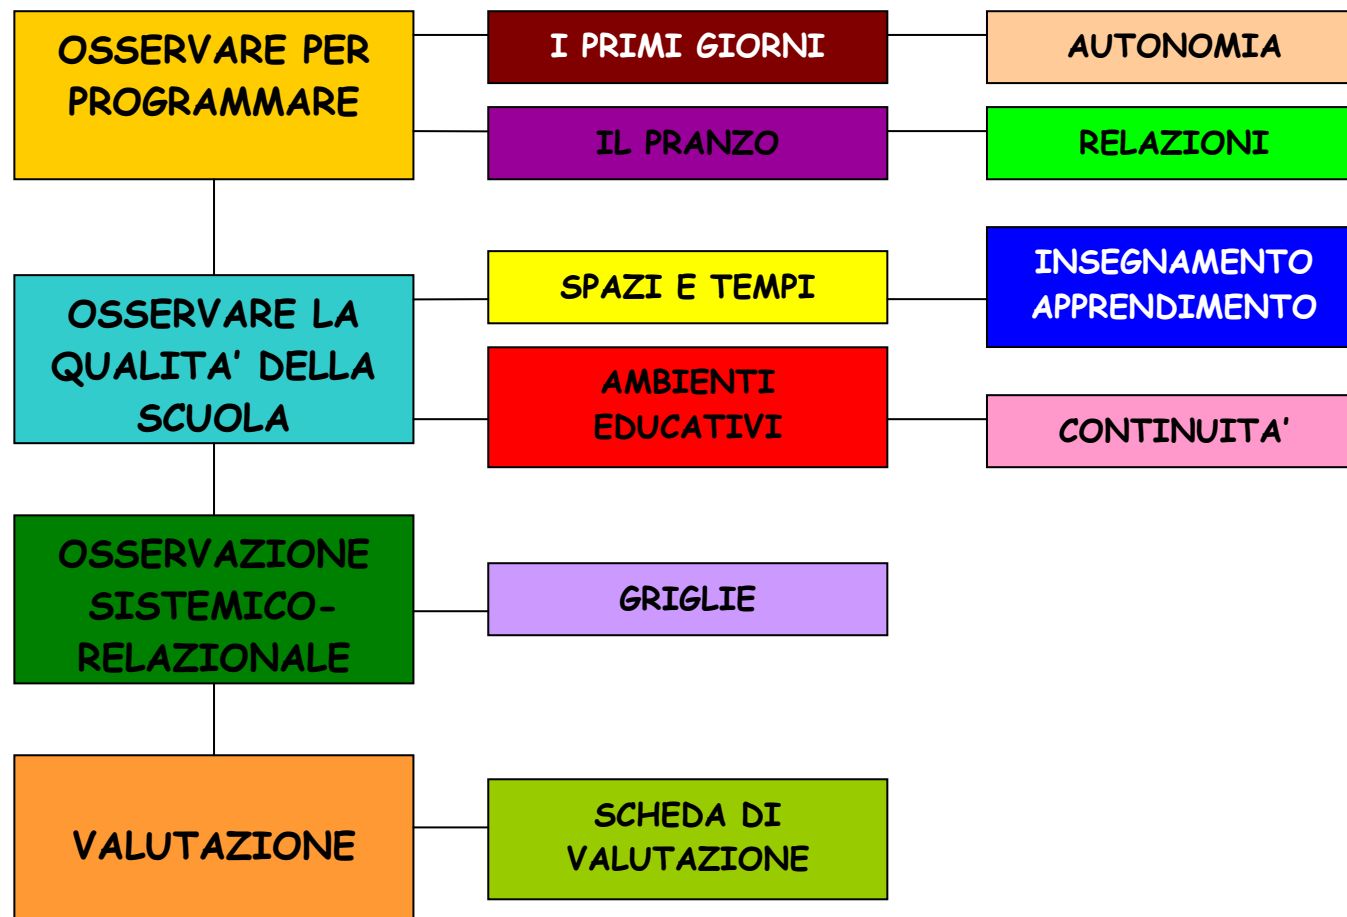 OSSERVARE PER
PROGRAMMARE
I PRIMI GIORNI
AUTONOMIA
IL PRANZO
RELAZIONI
OSSERVARE LA
QUALITA' DELLA
SCUOLA
SPAZI E TEMPI
INSEGNAMENTO
APPRENDIMENTO
AMBIENTI
EDUCATIVI
CONTINUITA'
OSSERVAZIONE
SISTEMICO-
RELAZIONALE
GRIGLIE
VALUTAZIONE
SCHEDA DI
VALUTAZIONE